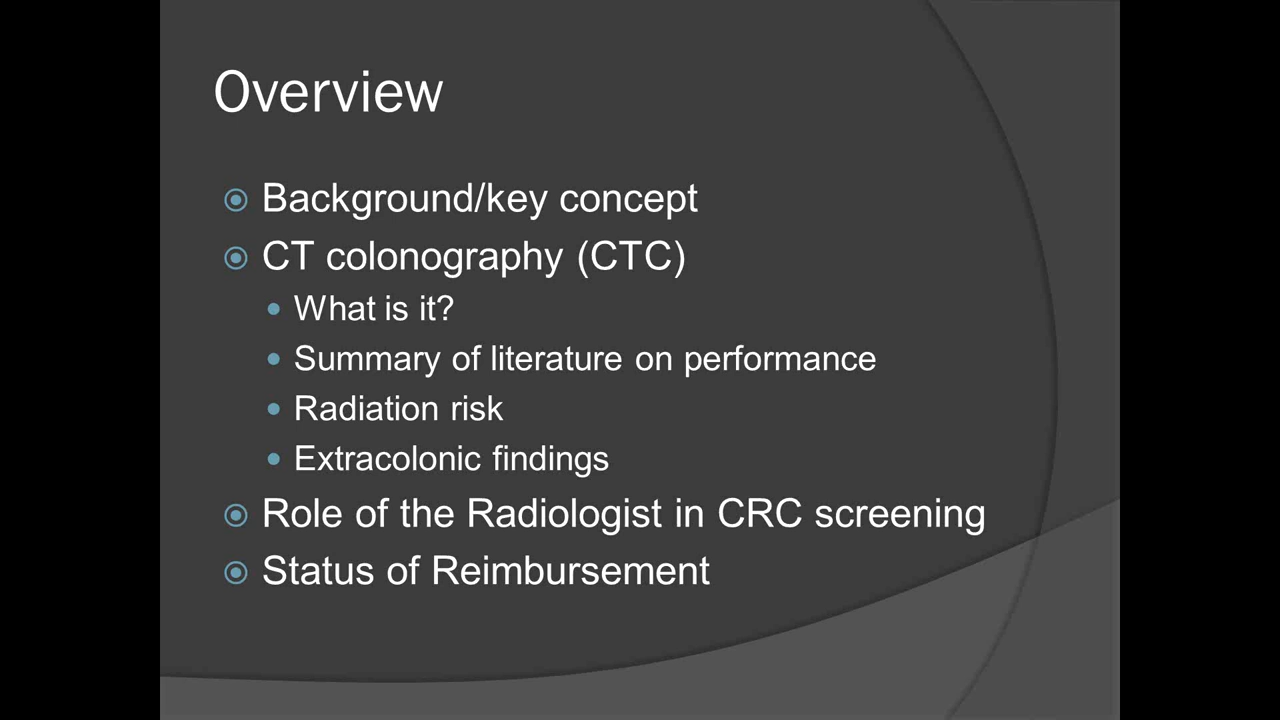 Overview
Background/key concept
CT colonography (CTC)
What is it?
Summary of literature on performance
Radiation risk
Extracolonic findings
Role of the Radiologist in CRC screening
Status of Reimbursement